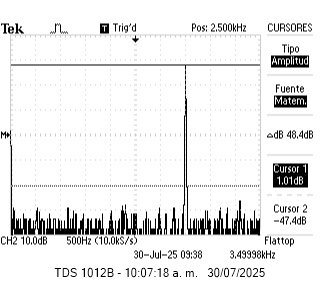 Tek
T Trig'd
Pos: 2.500kHz
CURSORES
Tipo
Amplitud
Fuente
Matem.
M
△dB 48.4dB
Cursor 1
1.01dB
Cursor 2
-47.4dB
CH2 10.0dB
500Hz (10.0kS/s)
Flattop
30-Jul-25 09:38
3.49998kHz
TDS 1012B - 10:07:18 a. m. 30/07/2025